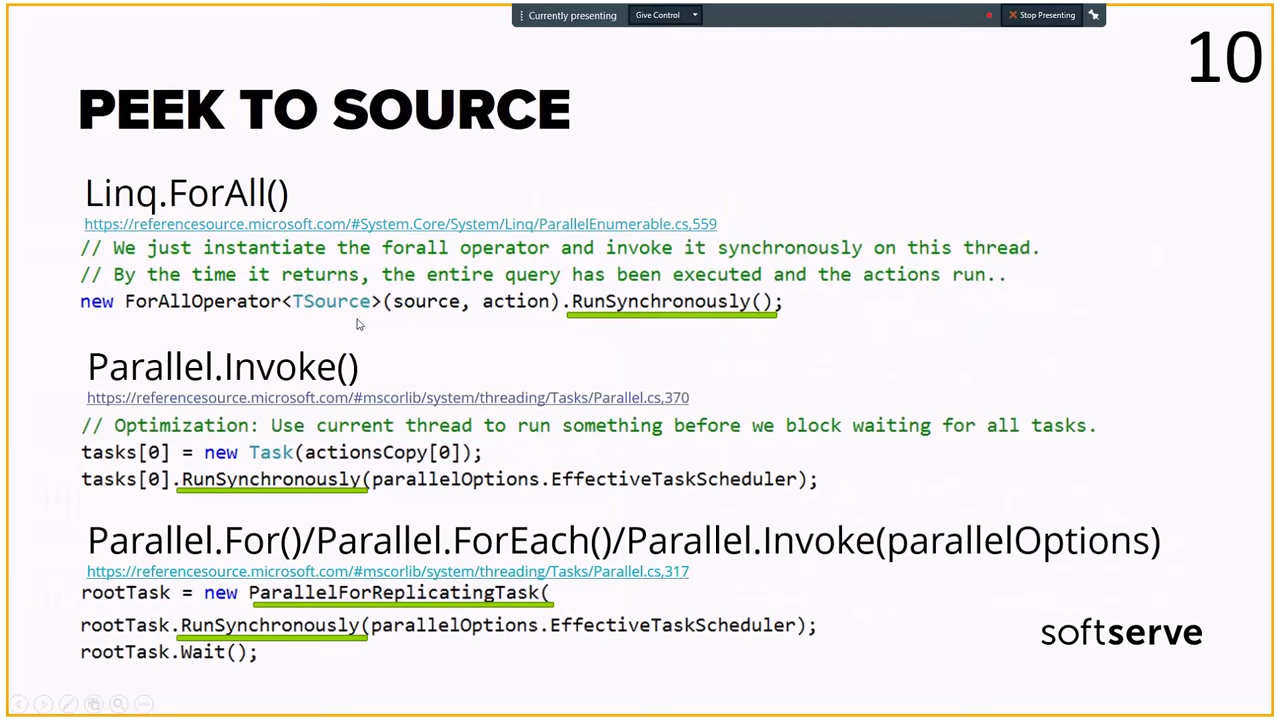 Currently presenting
Give Control
Stop Presenting
10
PEEK TO SOURCE
Linq.ForAll()
https://referencesource.microsoft.com/#System.Core/System/Linq/ParallelEnumerable.cs,559
// We just instantiate the forall operator and invoke it synchronously on this thread.
// By the time it returns, the entire query has been executed and the actions run..
new ForAllOperator<TSource>(source, action).RunSynchronously();
Parallel.Invoke()
https://referencesource.microsoft.com/#mscorlib/system/threading/Tasks/Parallel.cs,370
// Optimization: Use current thread to run something before we block waiting for all tasks.
tasks[0] = new Task(actionsCopy[0]);
tasks[0].RunSynchronously(parallelOptions.EffectiveTaskScheduler);
Parallel.For()/Parallel.ForEach()/Parallel.Invoke(parallelOptions)
https://referencesource.microsoft.com/#mscorlib/system/threading/Tasks/Parallel.cs,317
rootTask = new ParallelForReplicatingTask(
rootTask.RunSynchronously(parallelOptions.EffectiveTaskScheduler);
rootTask.Wait();
softserve